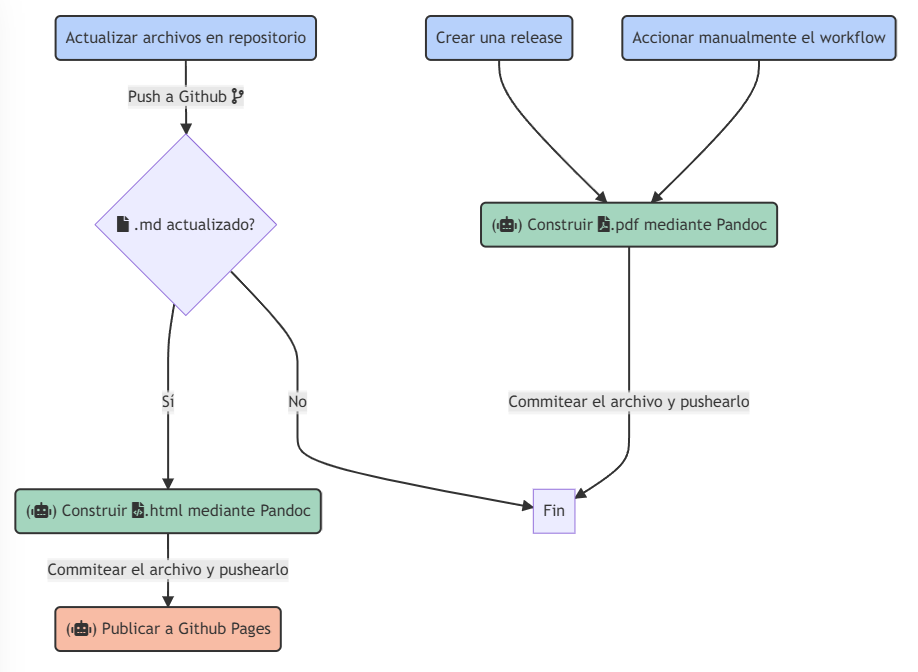 Actualizar archivos en repositorio
Crear una release
Accionar manualmente el workflow
Push a Github
.md actualizado?
() Construir .pdf mediante Pandoc
Sí
No
Commitear el archivo y pushearlo
() Construir .html mediante Pandoc
Fin
Commitear el archivo y pushearlo
() Publicar a Github Pages